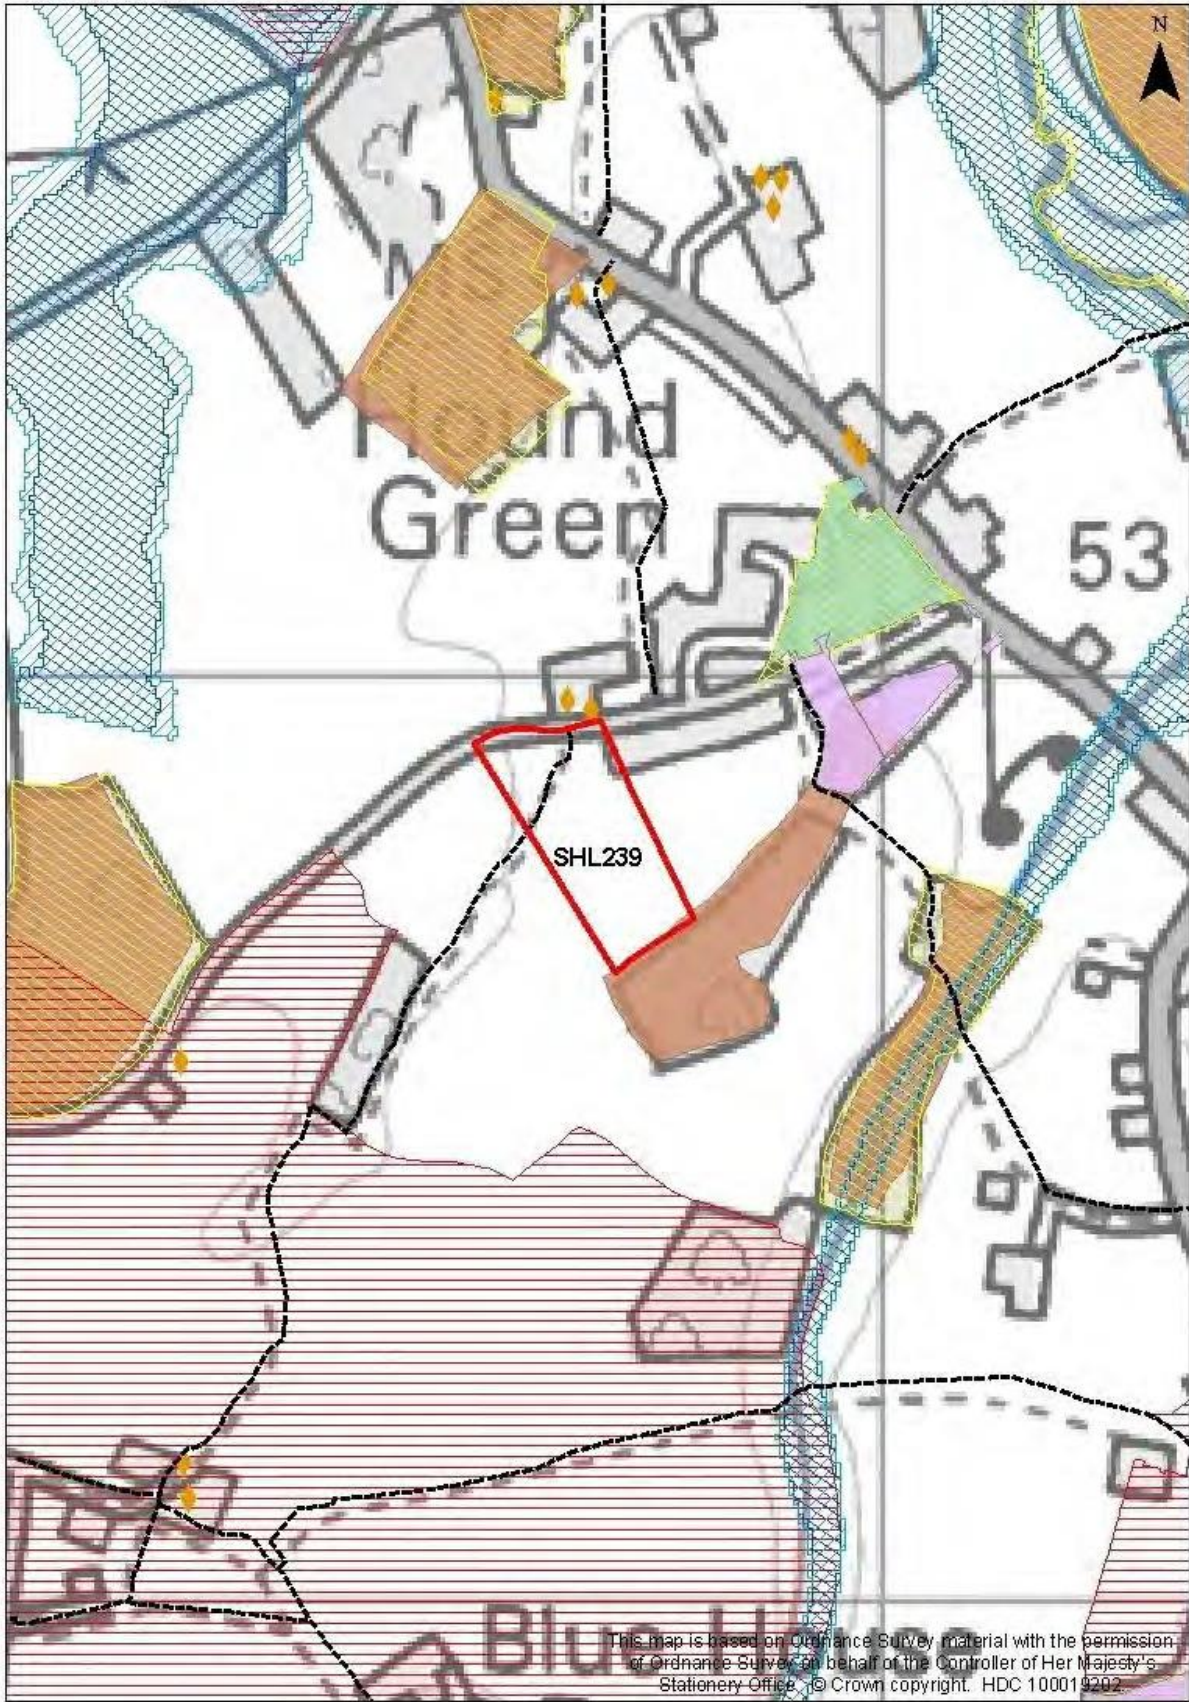 N
Hound
Green
53
SHL239
Blue House
This map is based on Ordnance Survey material with the permission
of Ordnance Survey on behalf of the Controller of Her Majesty's
Stationery Office. © Crown copyright. HDC 100019202.